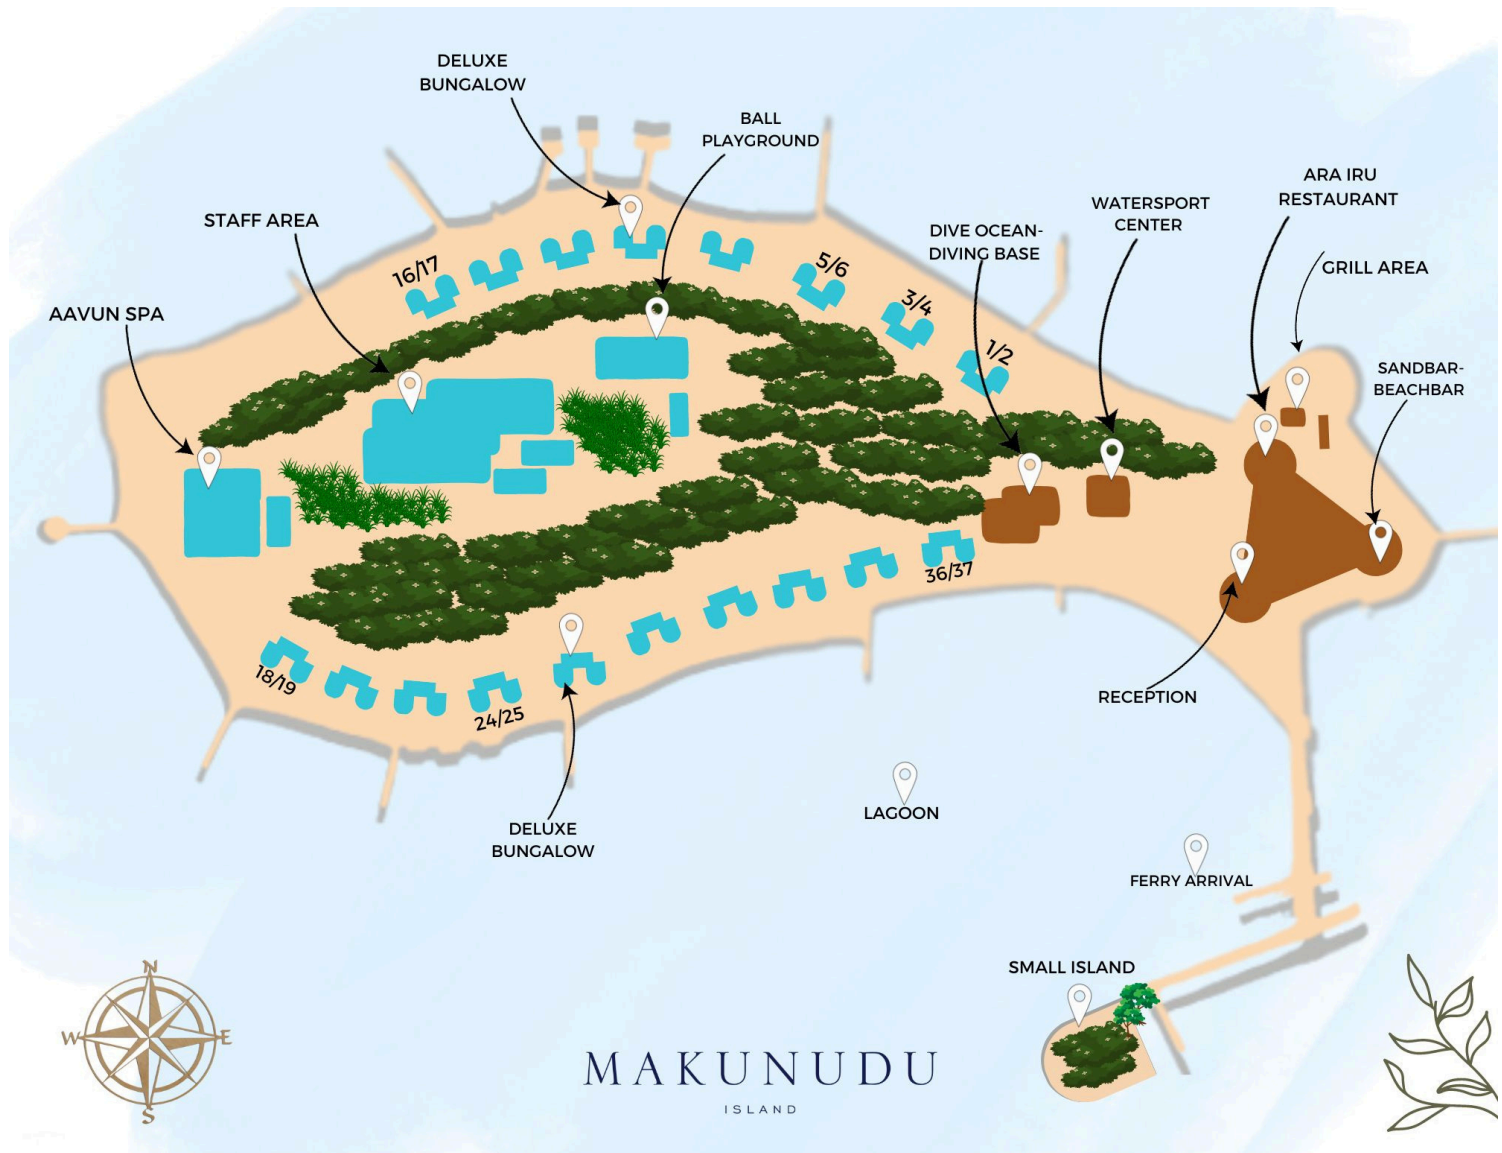 DELUXE
BUNGALOW
BALL
PLAYGROUND
ARA IRU
RESTAURANT
STAFF AREA
WATERSPORT
CENTER
DIVE OCEAN-
DIVING BASE
GRILL AREA
16/17
5/6
3/4
1/2
AAVUN SPA
SANDBAR-
BEACHBAR
36/37
18/19
24/25
RECEPTION
LAGOON
DELUXE
BUNGALOW
FERRY ARRIVAL
SMALL ISLAND
N
W
E
S
MAKUNUDU
ISLAND